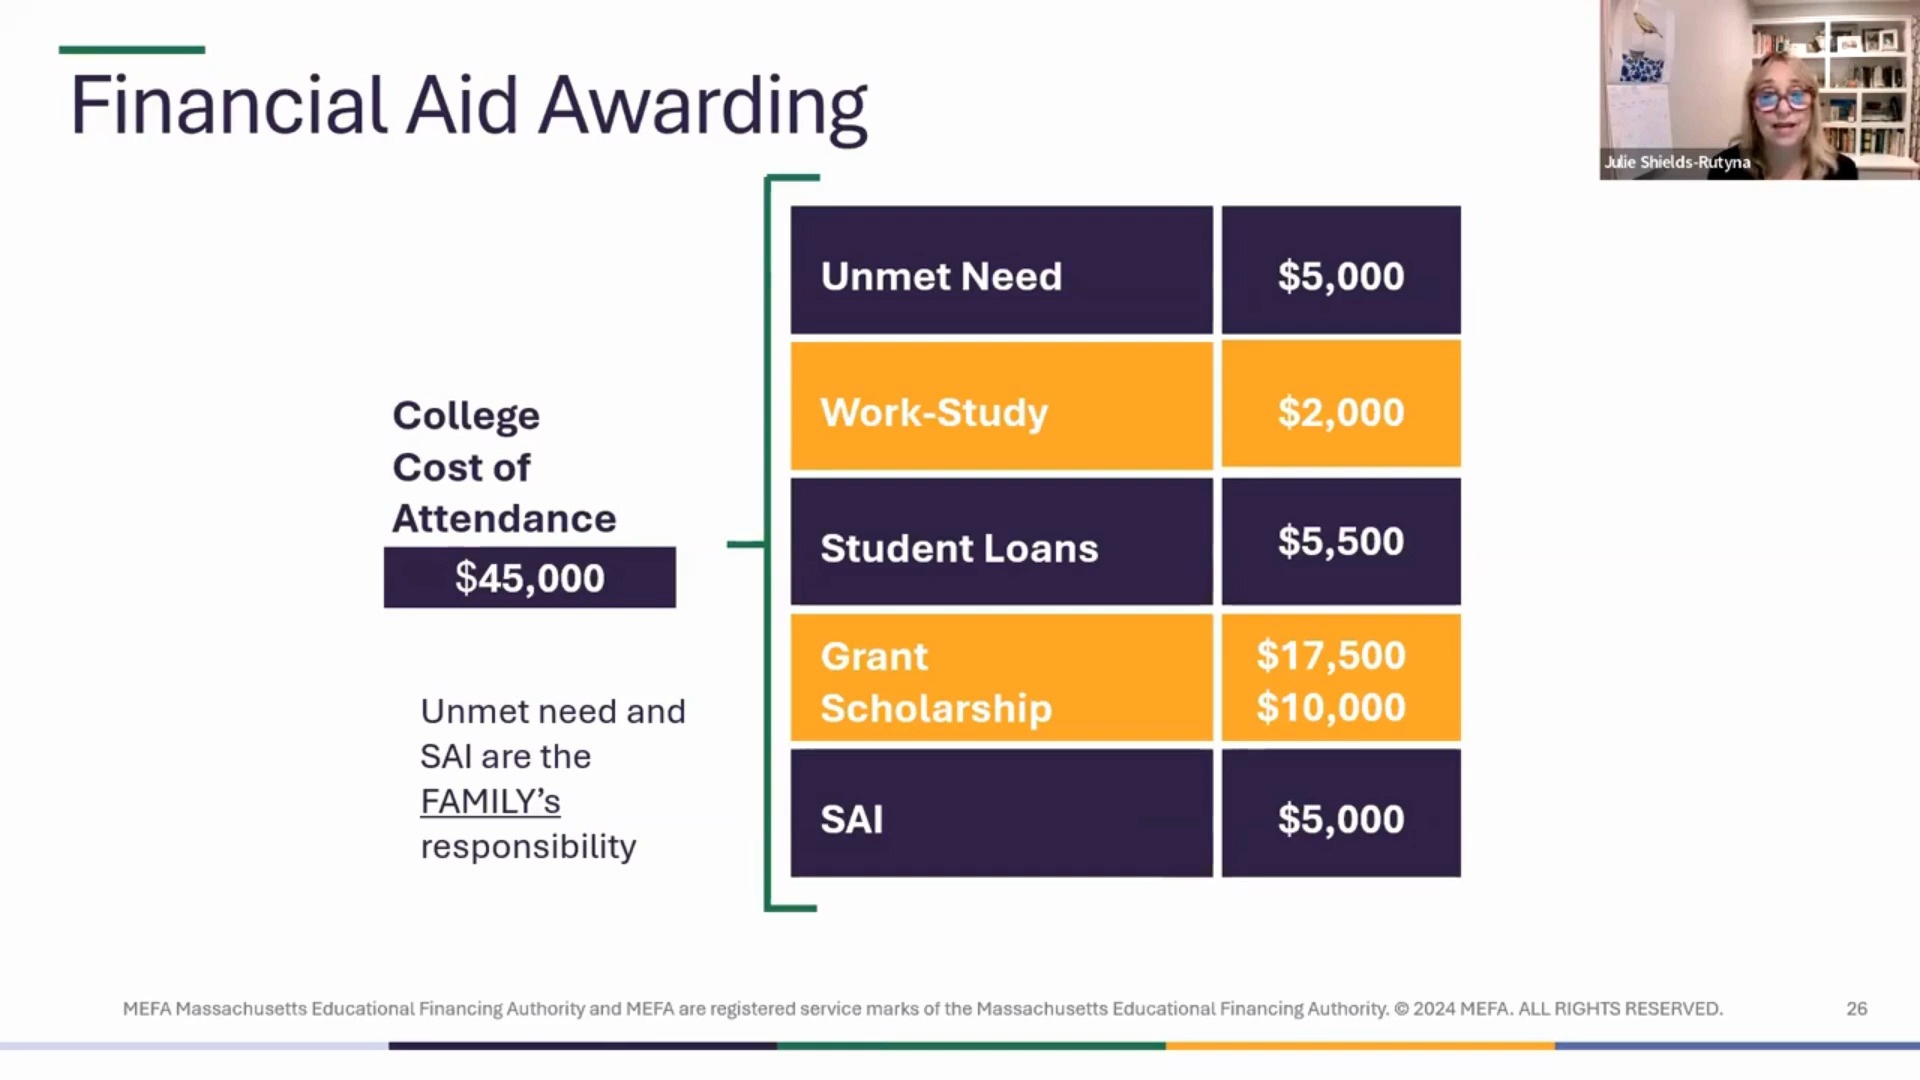 Financial Aid Awarding
Julie Shields-Rutyna
College
Cost of
Attendance
$45,000
Unmet need and
SAI are the
FAMILY’s
responsibility
Unmet Need $5,000
Work-Study $2,000
Student Loans $5,500
Grant $17,500
Scholarship $10,000
SAI $5,000
MEFA Massachusetts Educational Financing Authority and MEFA are registered service marks of the Massachusetts Educational Financing Authority. © 2024 MEFA. ALL RIGHTS RESERVED.
26